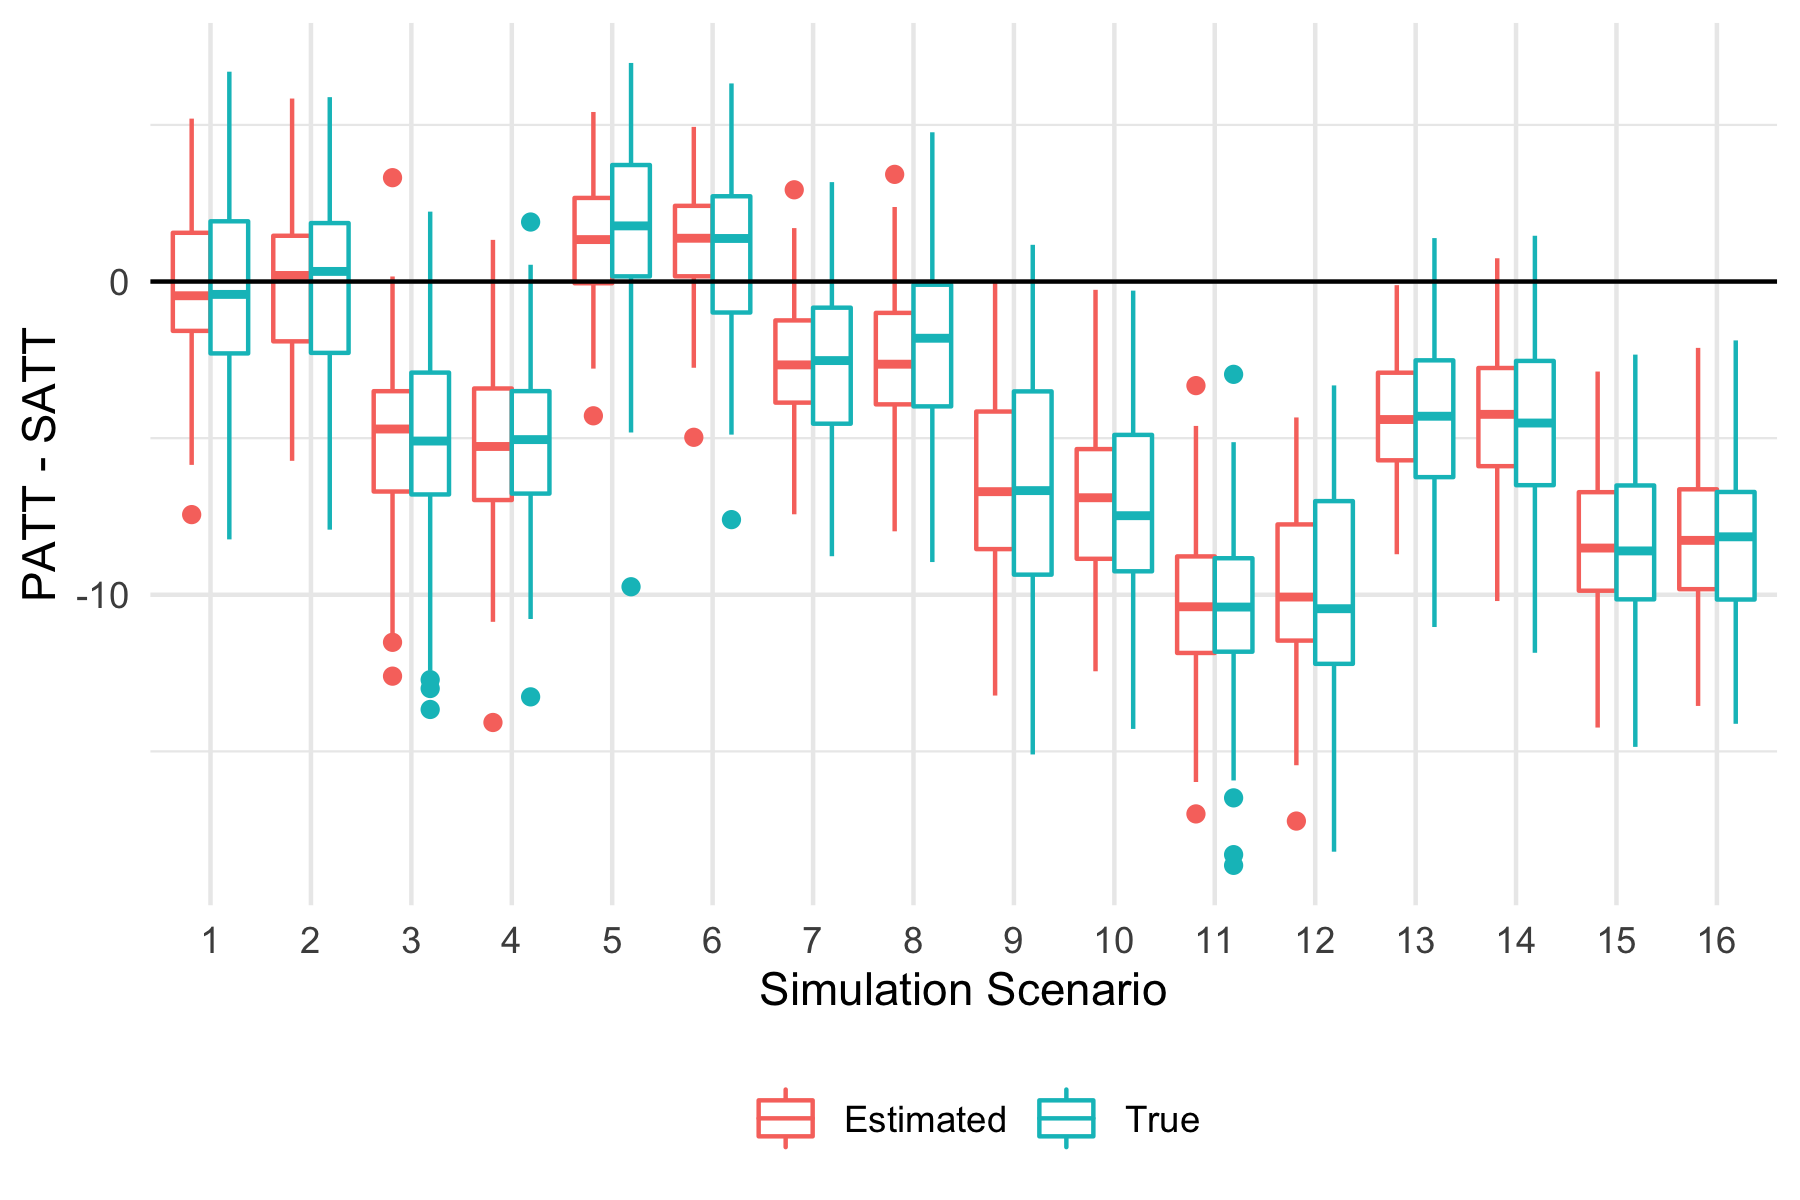 PATT - SATT
0
-10
1 2 3 4 5 6 7 8 9 10 11 12 13 14 15 16
Simulation Scenario
Estimated True